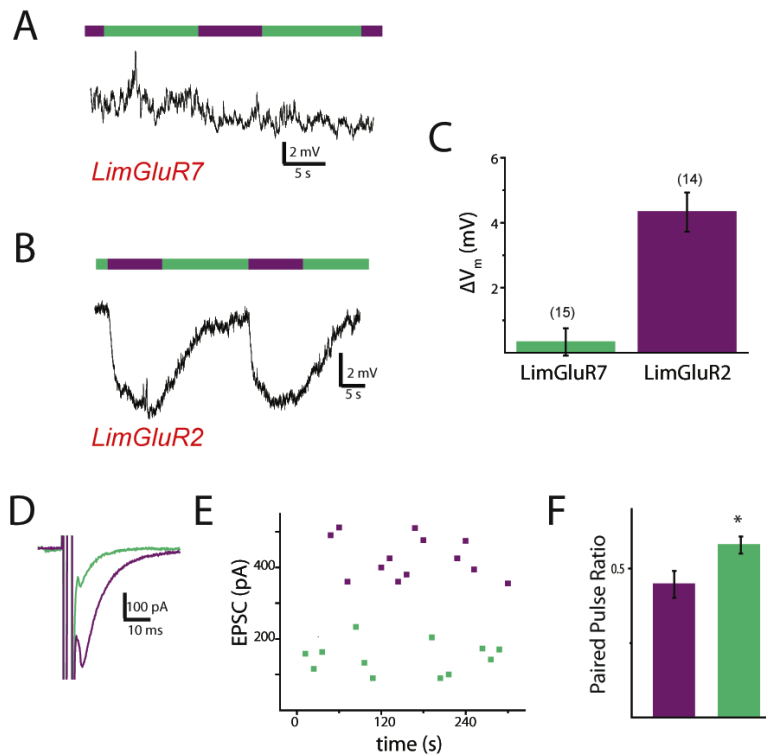 A
2 mV
5 s
LimGluR7
B
2 mV
5 s
LimGluR2
C
6
4
2
0
ΔVm (mV)
(15)
(14)
LimGluR7
LimGluR2
D
100 pA
10 ms
E
400
200
EPSC (pA)
0
120
240
time (s)
F
*
0.5
Paired Pulse Ratio